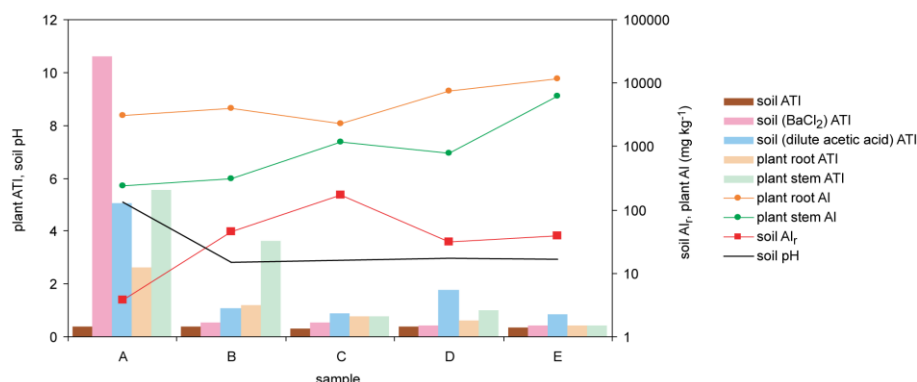 12
10
8
6
4
2
0
plant ATI, soil pH
100000
10000
1000
100
10
1
soil Alᵣ, plant Al (mg kg⁻¹)
A B C D E
sample
soil ATI
soil (BaCl₂) ATI
soil (dilute acetic acid) ATI
plant root ATI
plant stem ATI
plant root Al
plant stem Al
soil Alᵣ
soil pH